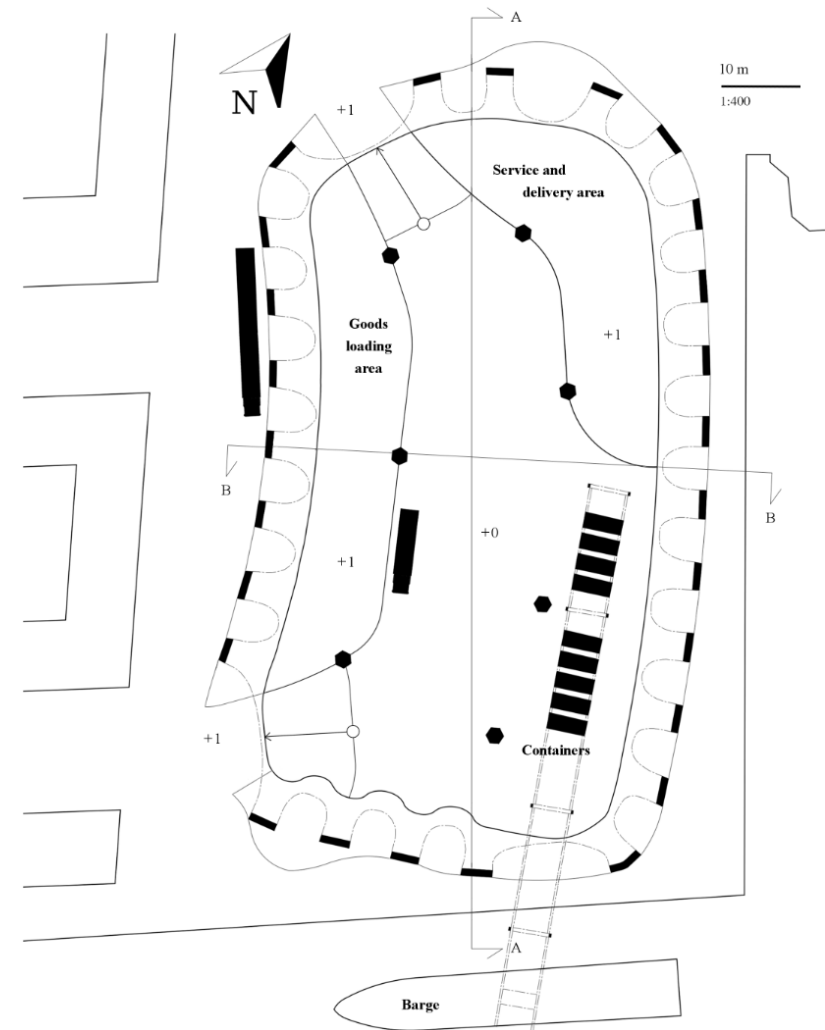 A
10 m
1:400
N
+1
Service and
delivery area
Goods
loading
area
+1
B
B
+0
+1
+1
Containers
A
Barge